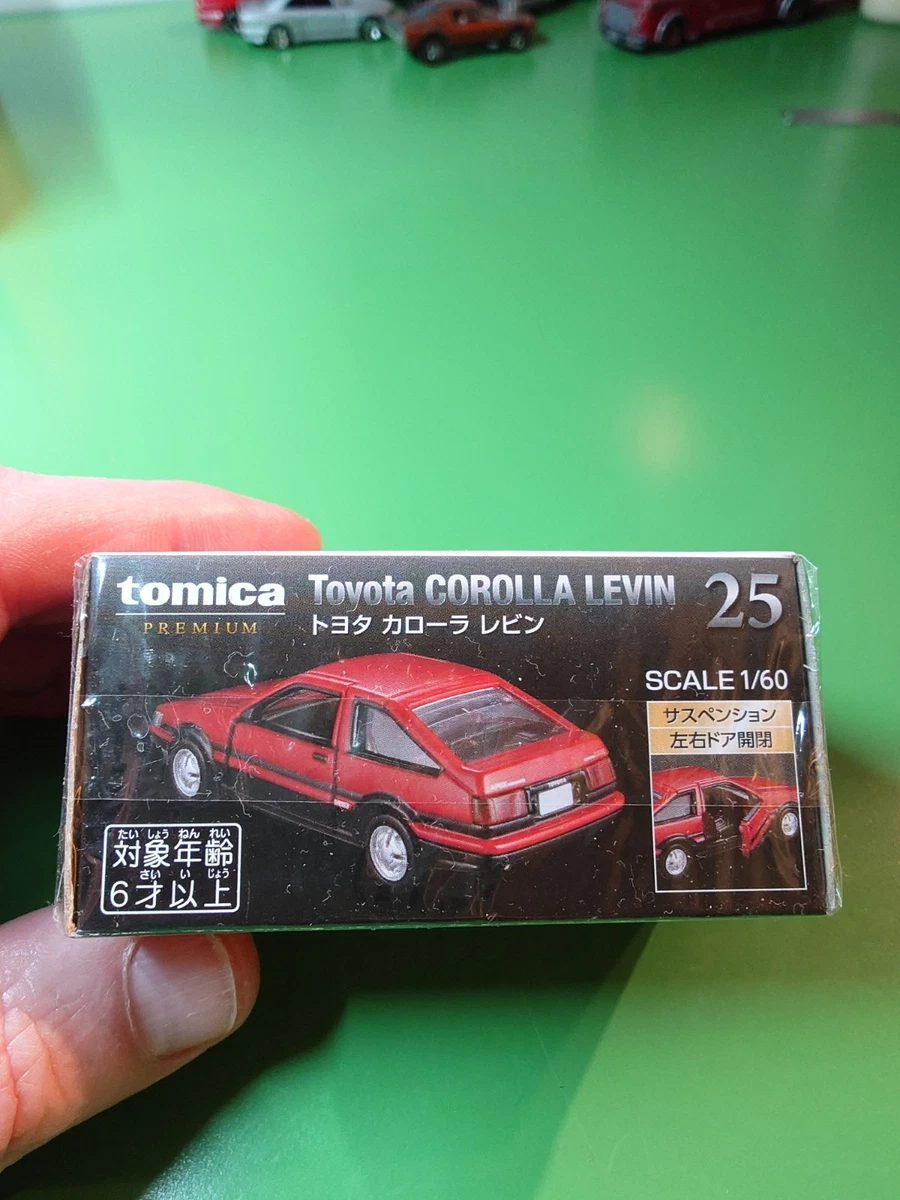 tomica
PREMIUM
Toyota COROLLA LEVIN
トヨタ カローラ レビン
25
SCALE 1/60
サスペンション
左右ドア開閉
たい しょう ねん れい
対象年齢
さい い じょう
6才以上